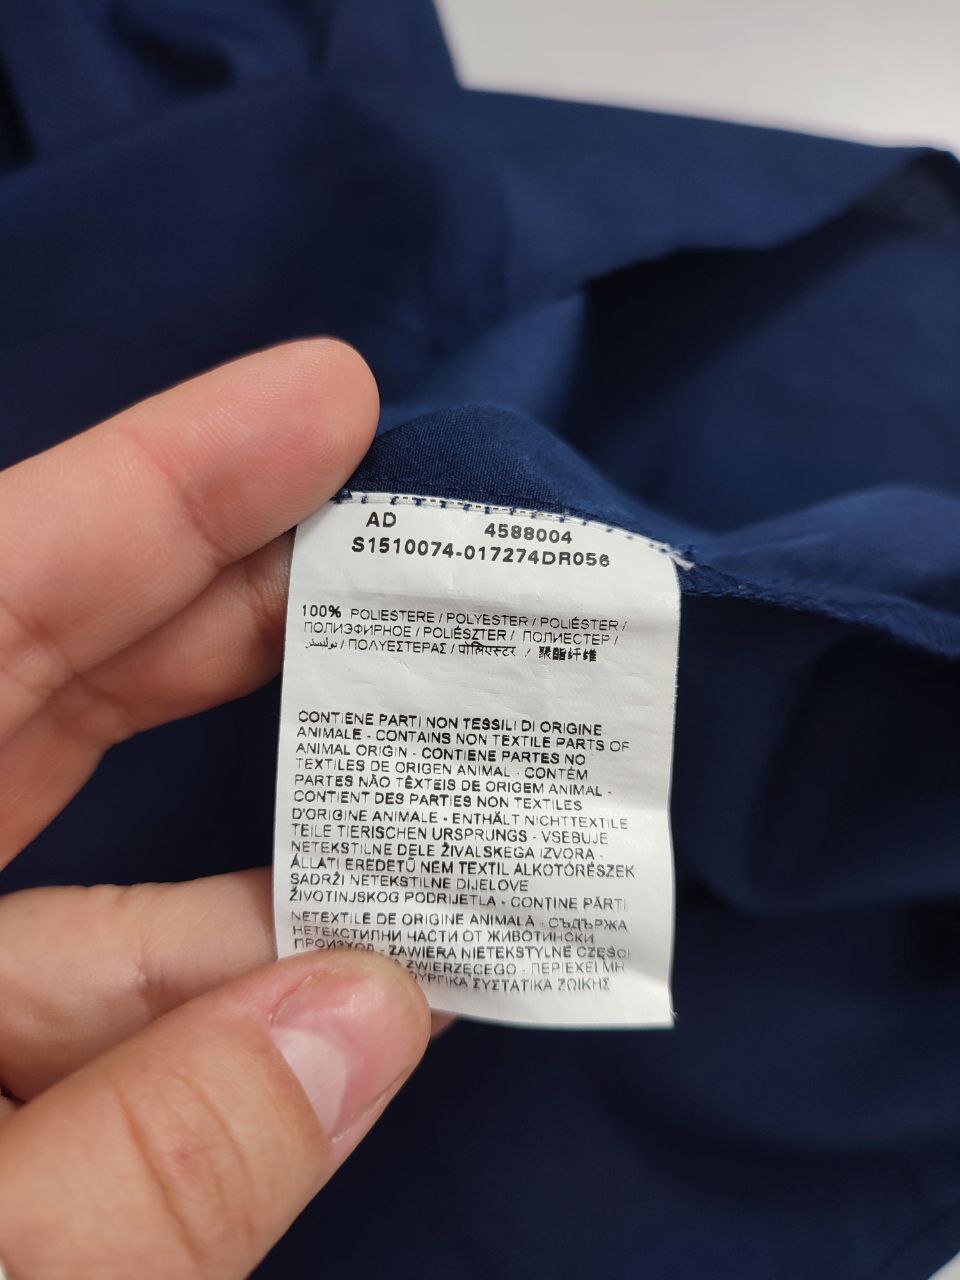 AD 4588004
S1510074-017274DR056
100% POLIESTERE / POLYESTER / POLIÉSTER /
ПОЛИЭФИРНОЕ / POLIÉSZTER / ПОЛИЕСТЕР /
/ ΠΟΛΥΕΣΤΕΡΑΣ / पोलिएस्टर / 聚酯纤维
CONTIENE PARTI NON TESSILI DI ORIGINE
ANIMALE - CONTAINS NON TEXTILE PARTS OF
ANIMAL ORIGIN - CONTIENE PARTES NO
TEXTILES DE ORIGEN ANIMAL - CONTÉM
PARTES NÃO TÊXTEIS DE ORIGEM ANIMAL -
CONTIENT DES PARTIES NON TEXTILES
D'ORIGINE ANIMALE - ENTHÄLT NICHTTEXTILE
TEILE TIERISCHEN URSPRUNGS - VSEBUJE
NETEKSTILNE DELE ŽIVALSKEGA IZVORA -
ÁLLATI EREDETŰ NEM TEXTIL ALKOTÓRÉSZEK
SADRŽI NETEKSTILNE DIJELOVE
ŽIVOTINJSKOG PODRIJETLA - CONȚINE PĂRȚI
NETEXTILE DE ORIGINE ANIMALĂ - СЪДЪРЖА
НЕТЕКСТИЛНИ ЧАСТИ ОТ ЖИВОТИНСКИ
ПРОИЗХОД - ZAWIERA NIETEKSTYLNE CZĘŚCI
ZWIERZĘCEGO - ΠΕΡΙΕΧΕΙ ΜΗ
ΣΥΣΤΑΤΙΚΑ ΖΩΙΚΗΣ